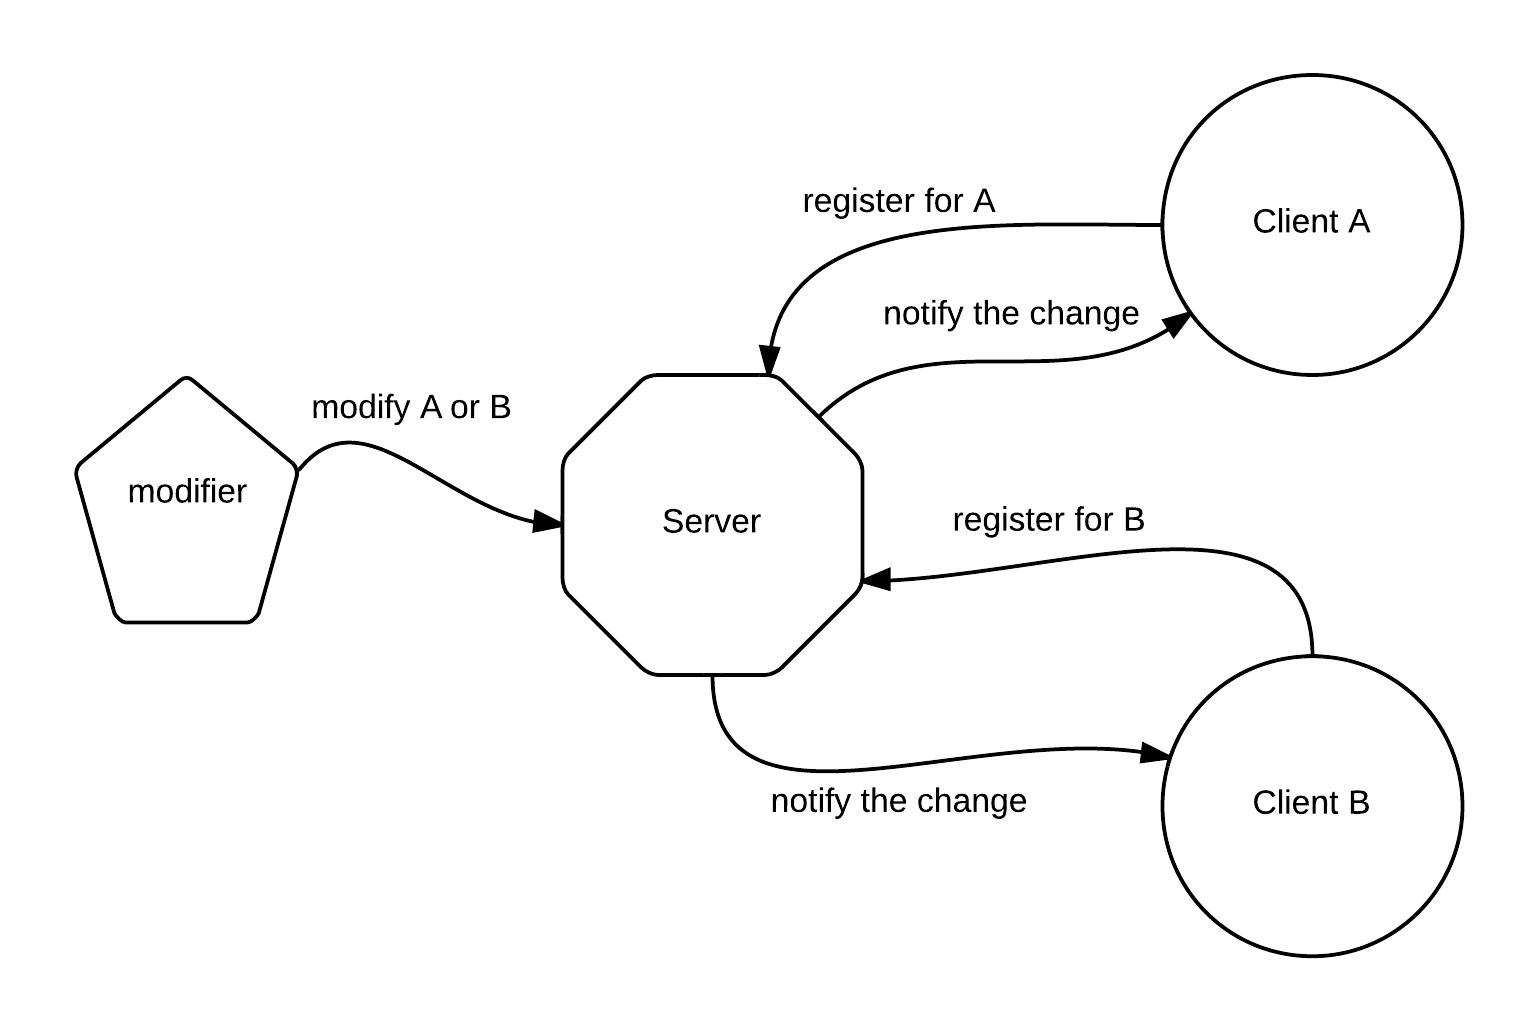 register for A
Client A
notify the change
modify A or B
modifier
Server
register for B
notify the change
Client B